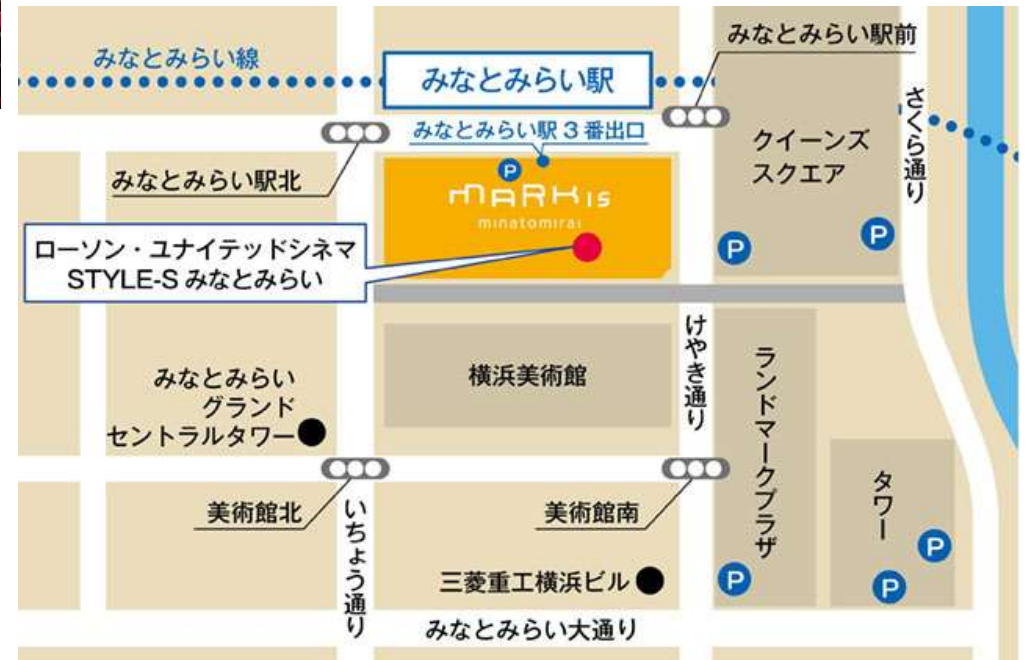 みなとみらい駅前
みなとみらい線
みなとみらい駅
さくら通り
みなとみらい駅3番出口
クイーンズ
スクエア
みなとみらい駅北
P
MARK IS
minatomirai
P
P
ローソン・ユナイテッドシネマ
STYLE-S みなとみらい
けやき通り
横浜美術館
みなとみらい
グランド
セントラルタワー
ランドマークプラザ
タワー
美術館北
美術館南
いちょう通り
三菱重工横浜ビル
P
P
P
みなとみらい大通り